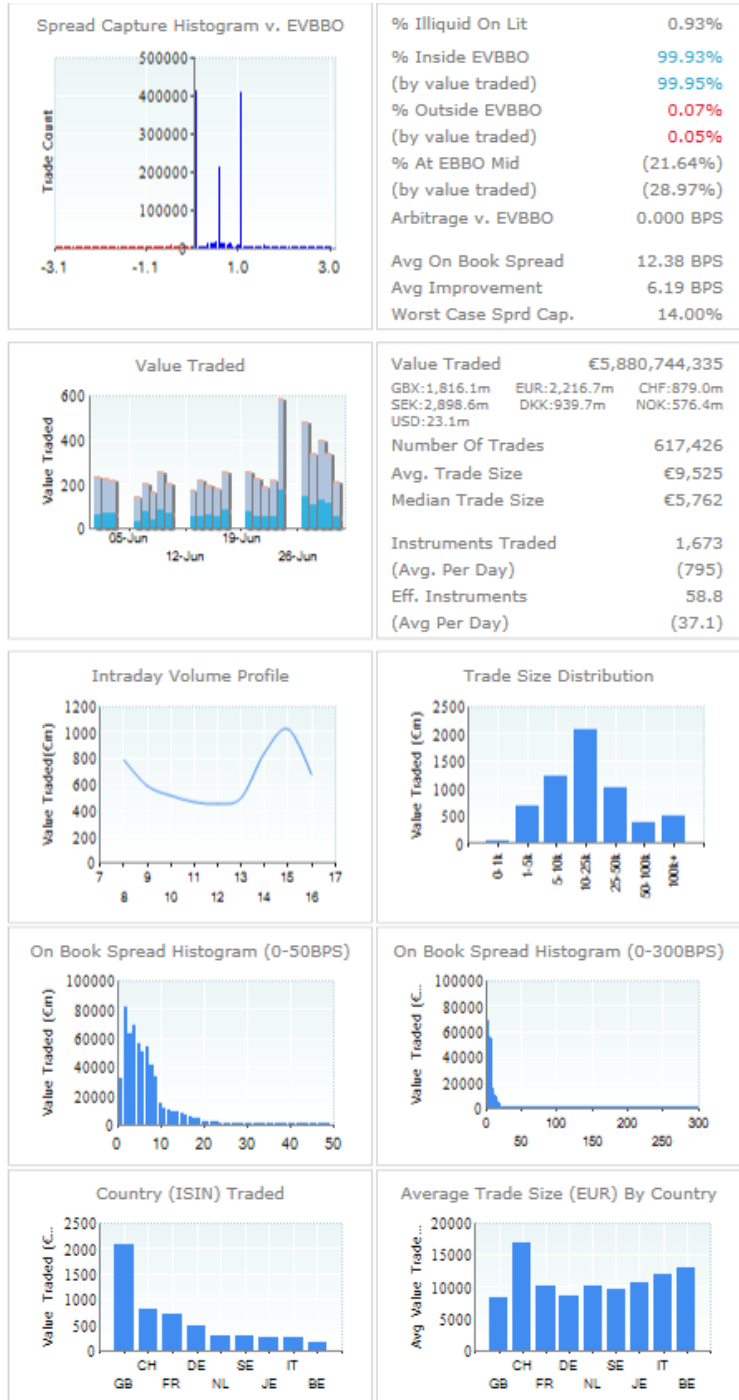 Spread Capture Histogram v. EVBBO
500000
400000
300000
200000
100000
0
Trade Count
-3.1 -1.1 1.0 3.0
% Illiquid On Lit 0.93%
% Inside EVBBO 99.93%
(by value traded) 99.95%
% Outside EVBBO 0.07%
(by value traded) 0.05%
% At EBBO Mid (21.64%)
(by value traded) (28.97%)
Arbitrage v. EVBBO 0.000 BPS
Avg On Book Spread 12.38 BPS
Avg Improvement 6.19 BPS
Worst Case Sprd Cap. 14.00%
Value Traded
600
400
200
0
Value Traded
05-Jun 19-Jun
12-Jun 26-Jun
Value Traded €5,880,744,335
GBX:1,816.1m EUR:2,216.7m CHF:879.0m
SEK:2,898.6m DKK:939.7m NOK:576.4m
USD:23.1m
Number Of Trades 617,426
Avg. Trade Size €9,525
Median Trade Size €5,762
Instruments Traded 1,673
(Avg. Per Day) (795)
Eff. Instruments 58.8
(Avg Per Day) (37.1)
Intraday Volume Profile
1200
1000
800
600
400
200
0
Value Traded(€m)
7 9 11 13 15 17
8 10 12 14 16
Trade Size Distribution
2500
2000
1500
1000
500
0
Value Traded (€m)
0-1k
1-5k
5-10k
10-25k
25-50k
50-100k
100k+
On Book Spread Histogram (0-50BPS)
100000
80000
60000
40000
20000
0
Value Traded (€m)
0 10 20 30 40 50
On Book Spread Histogram (0-300BPS)
100000
80000
60000
40000
20000
0
Value Traded (€...
0 100 200 300
50 150 250
Country (ISIN) Traded
2500
2000
1500
1000
500
0
Value Traded (€...
CH DE SE IT
GB FR NL JE BE
Average Trade Size (EUR) By Country
20000
15000
10000
5000
0
Avg Value Trade...
CH DE SE IT
GB FR NL JE BE